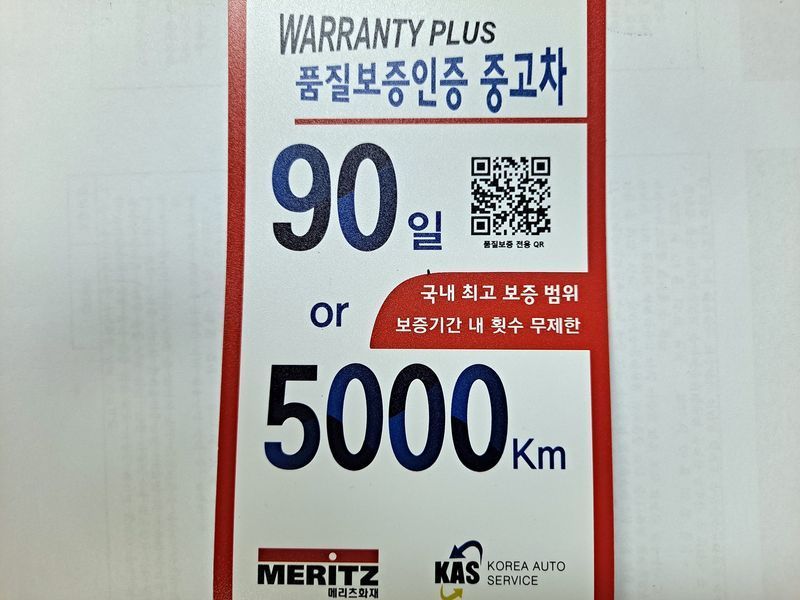 WARRANTY PLUS
품질보증인증 중고차
90일
품질보증 전용 QR
or
국내 최고 보증 범위
보증기간 내 횟수 무제한
5000Km
MERITZ
메리츠화재
KAS KOREA AUTO
SERVICE